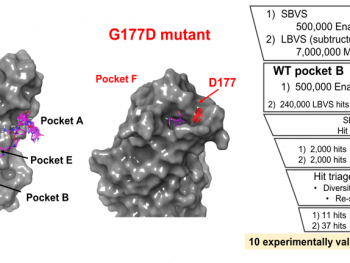 G177D mutant
Pocket F
D177
Pocket A
Pocket E
Pocket B
1) SBVS
500,000 Ena
2) LBVS (substructu
7,000,000 M
WT pocket B
1) 500,000 Ena
2) 240,000 LBVS hits
Hit
1) 2,000 hits
2) 2,000 hits
Hit triage
• Diversit
• Re-s
1) 11 hits
2) 37 hits
10 experimentally val